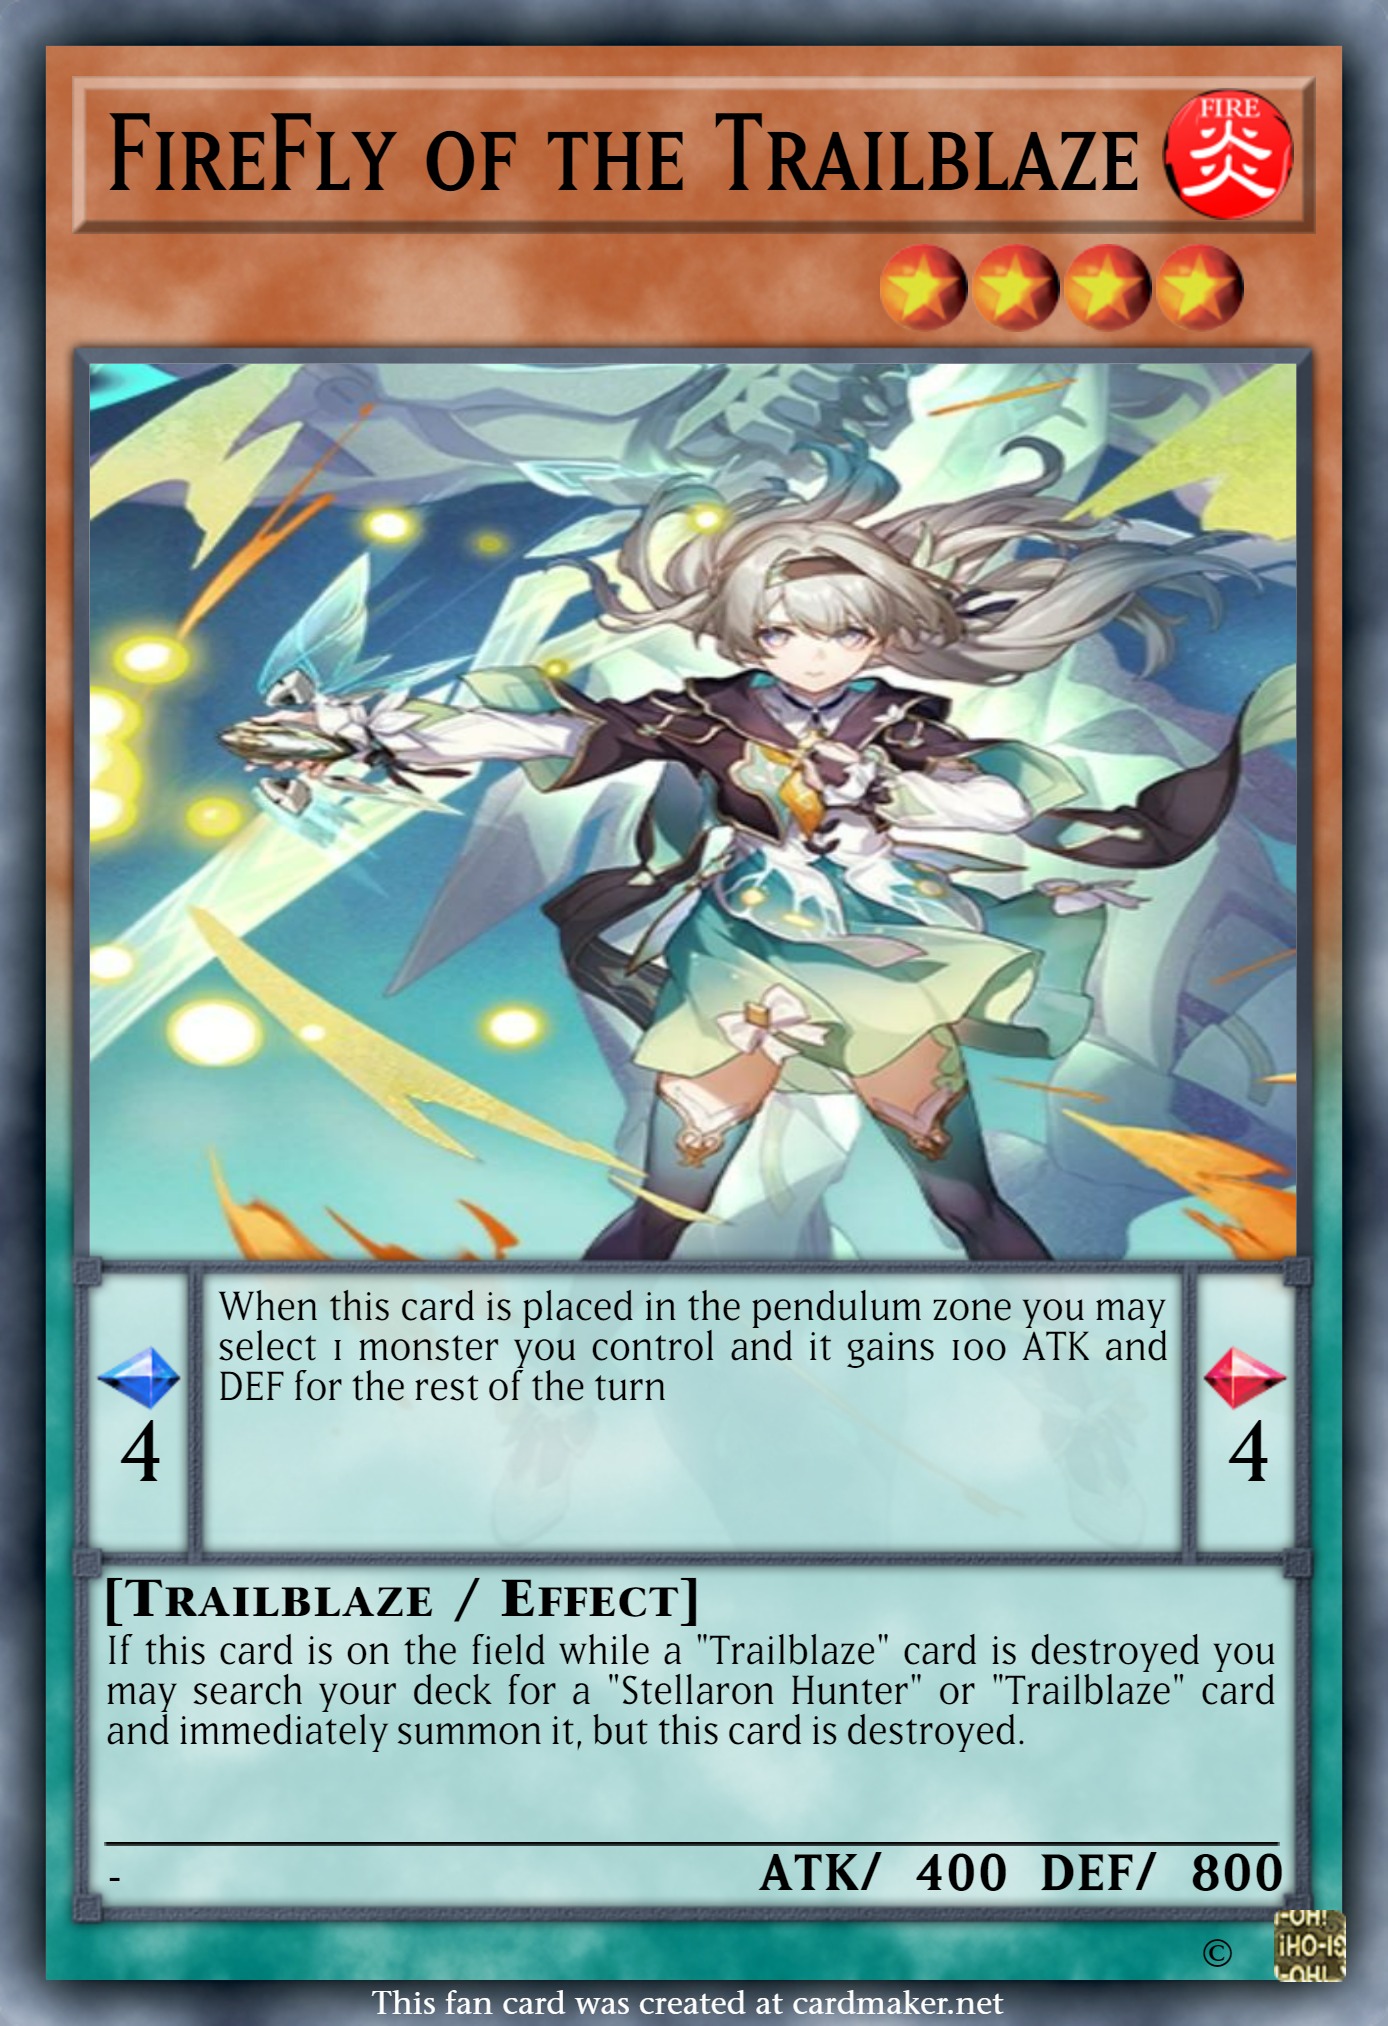 FireFly of the Trailblaze
FIRE
炎
When this card is placed in the pendulum zone you may
select 1 monster you control and it gains 100 ATK and
DEF for the rest of the turn
4
4
[Trailblaze / Effect]
If this card is on the field while a "Trailblaze" card is destroyed you
may search your deck for a "Stellaron Hunter" or "Trailblaze" card
and immediately summon it, but this card is destroyed.
-
ATK/ 400 DEF/ 800
©
-OH!
iHO-IS
-OH!
This fan card was created at cardmaker.net